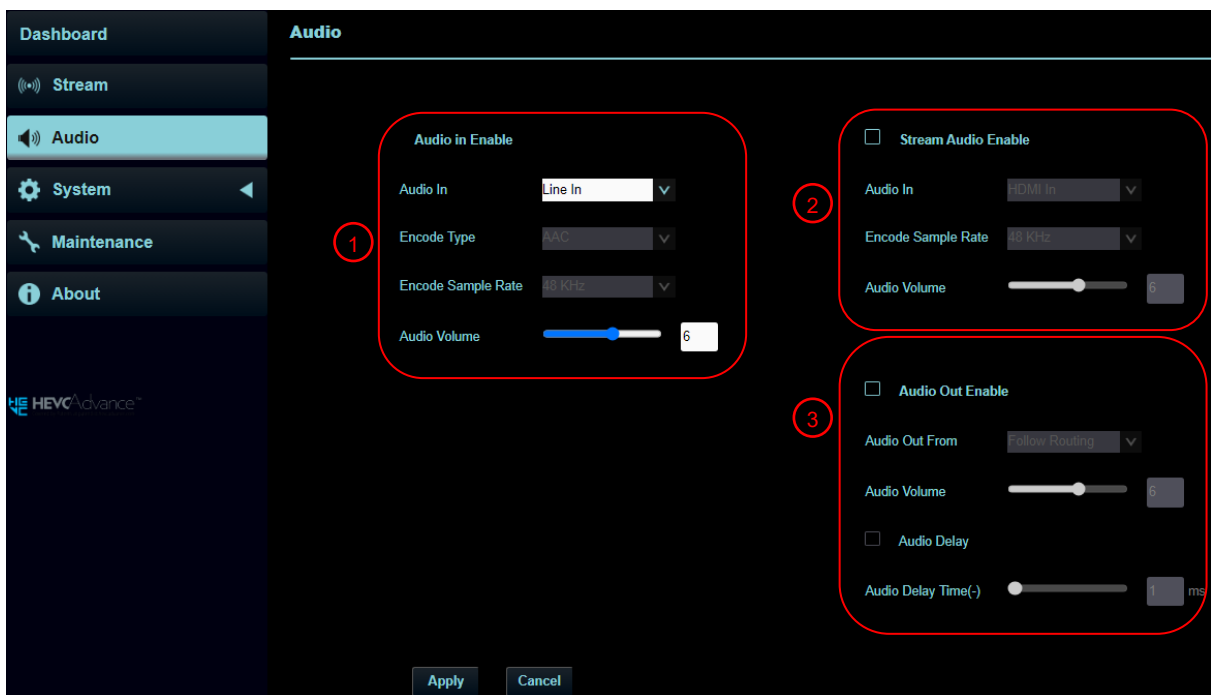 Dashboard
Stream
Audio
System
Maintenance
About
HEVCAdvance™
Audio
1
Audio in Enable
Audio In Line In
Encode Type AAC
Encode Sample Rate 48 KHz
Audio Volume 6
2
Stream Audio Enable
Audio In HDMI In
Encode Sample Rate 48 KHz
Audio Volume 6
3
Audio Out Enable
Audio Out From Follow Routing
Audio Volume 6
Audio Delay
Audio Delay Time(-) 1 ms
Apply Cancel